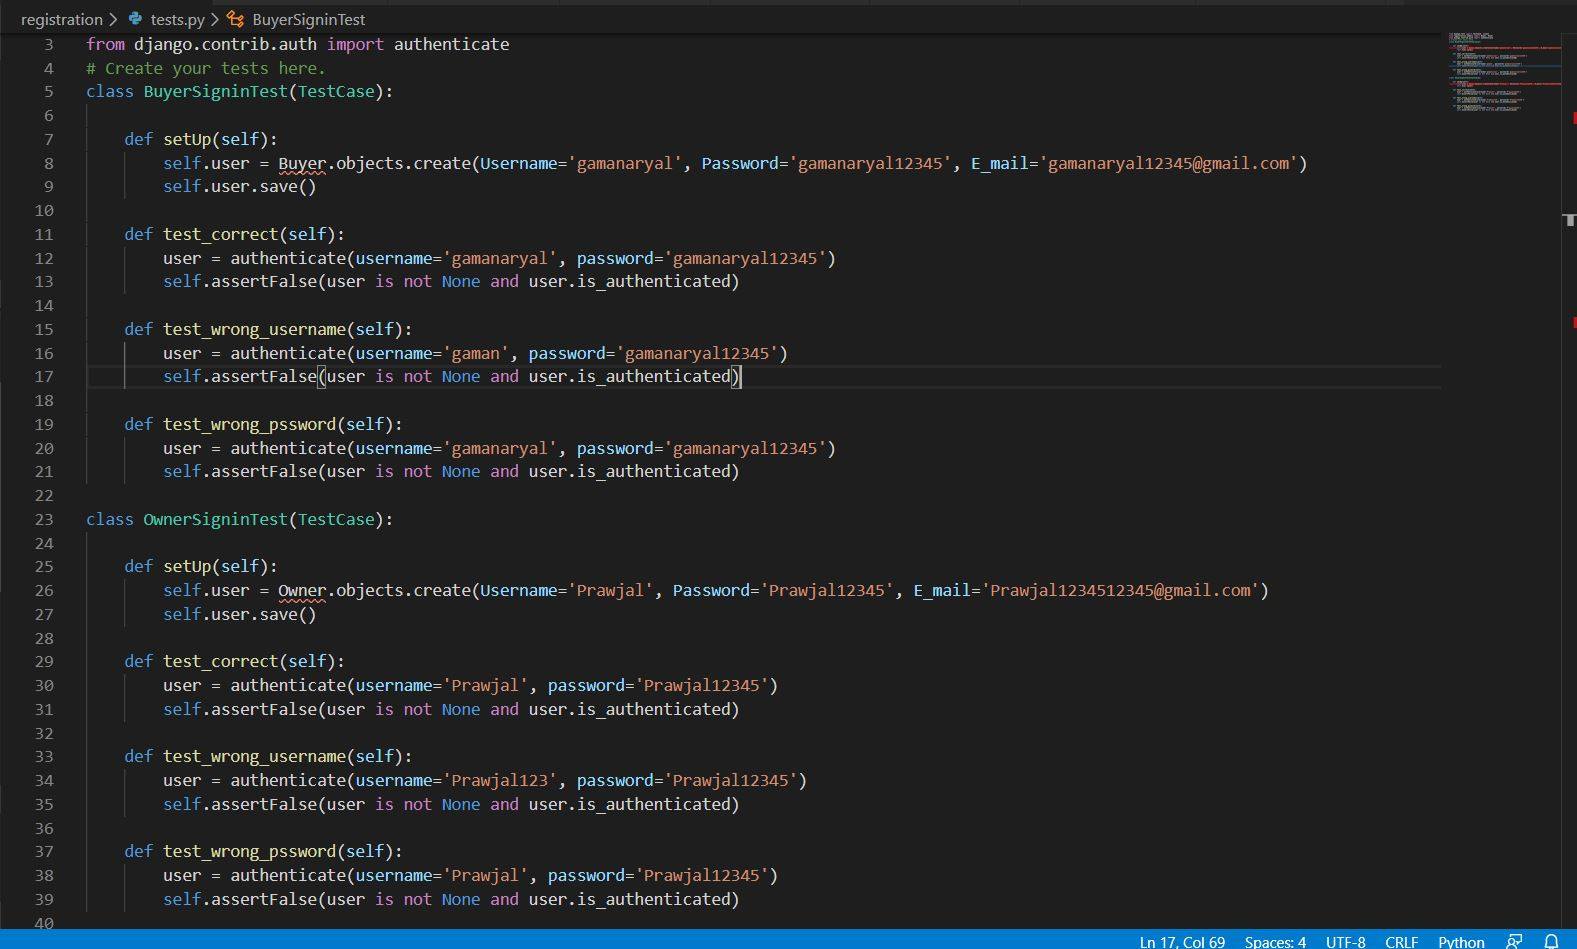 registration > tests.py > BuyerSigninTest
3 from django.contrib.auth import authenticate
4 # Create your tests here.
5 class BuyerSigninTest(TestCase):
6
7 def setUp(self):
8 self.user = Buyer.objects.create(Username='gamanaryal', Password='gamanaryal12345', E_mail='gamanaryal12345@gmail.com')
9 self.user.save()
10
11 def test_correct(self):
12 user = authenticate(username='gamanaryal', password='gamanaryal12345')
13 self.assertFalse(user is not None and user.is_authenticated)
14
15 def test_wrong_username(self):
16 user = authenticate(username='gaman', password='gamanaryal12345')
17 self.assertFalse(user is not None and user.is_authenticated)
18
19 def test_wrong_pssword(self):
20 user = authenticate(username='gamanaryal', password='gamanaryal12345')
21 self.assertFalse(user is not None and user.is_authenticated)
22
23 class OwnerSigninTest(TestCase):
24
25 def setUp(self):
26 self.user = Owner.objects.create(Username='Prawjal', Password='Prawjal12345', E_mail='Prawjal1234512345@gmail.com')
27 self.user.save()
28
29 def test_correct(self):
30 user = authenticate(username='Prawjal', password='Prawjal12345')
31 self.assertFalse(user is not None and user.is_authenticated)
32
33 def test_wrong_username(self):
34 user = authenticate(username='Prawjal123', password='Prawjal12345')
35 self.assertFalse(user is not None and user.is_authenticated)
36
37 def test_wrong_pssword(self):
38 user = authenticate(username='Prawjal', password='Prawjal12345')
39 self.assertFalse(user is not None and user.is_authenticated)
40
Ln 17, Col 69 Spaces: 4 UTF-8 CRLF Python